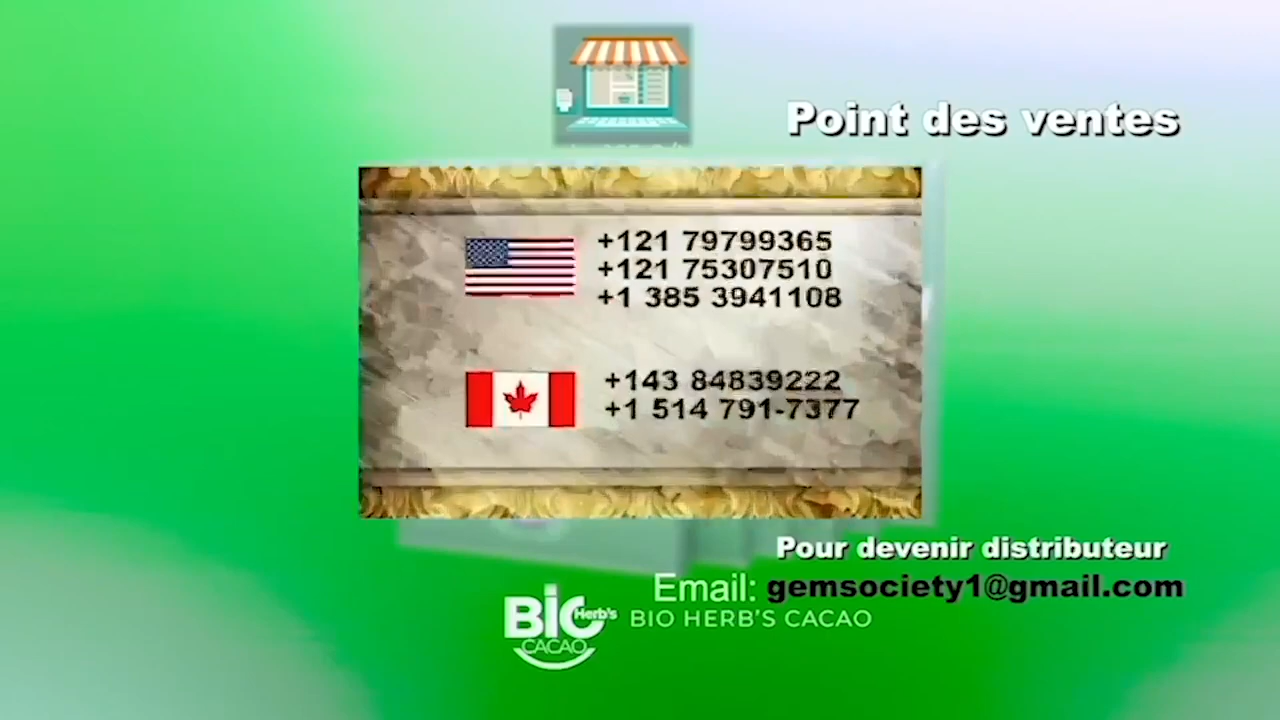 Point des ventes
+121 79799365
+121 75307510
+1 385 3941108
+143 84839222
+1 514 791-7377
Pour devenir distributeur
Email: gemsociety1@gmail.com
BiO Herb's
CACAO
BIO HERB'S CACAO